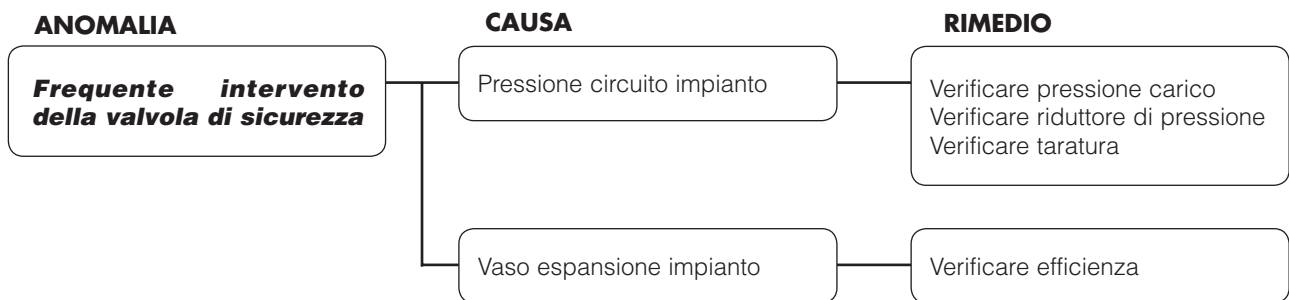 ANOMALIA
CAUSA
RIMEDIO
Frequente intervento
della valvola di sicurezza
Pressione circuito impianto
Verificare pressione carico
Verificare riduttore di pressione
Verificare taratura
Vaso espansione impianto
Verificare efficienza